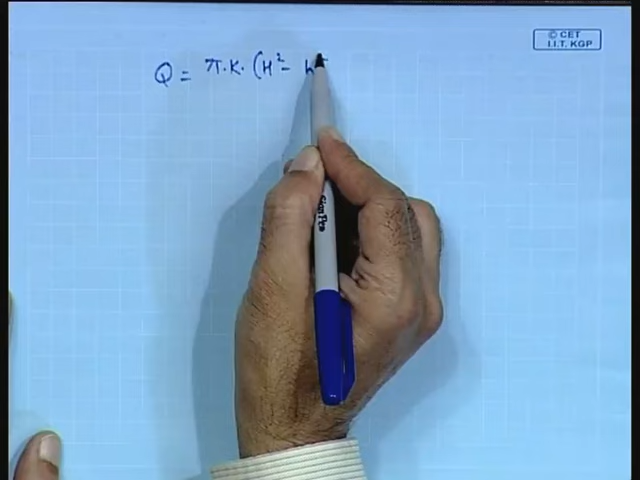 © CET
I.I.T. KGP
Q = π.K. (H² - h